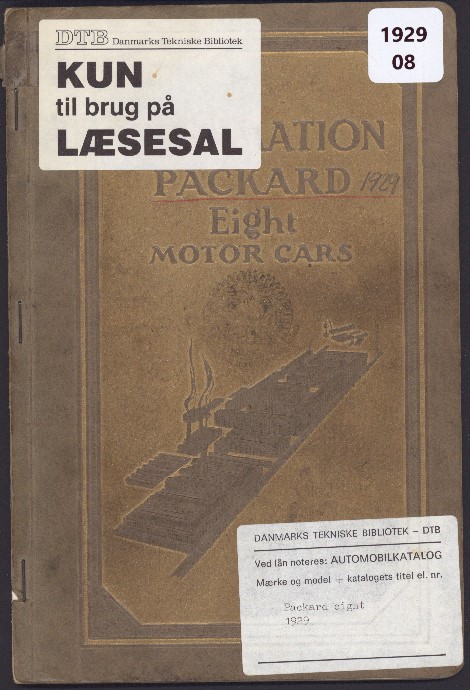 DTB Danmarks Tekniske Bibliotek
KUN
til brug på
LÆSESAL
1929
08
PACKARD 1929
Eight
MOTOR CARS
DANMARKS TEKNISKE BIBLIOTEK – DTB
Ved lån noteres: AUTOMOBILKATALOG
Mærke og model + katalogets titel el. nr.
Packard eight
1929